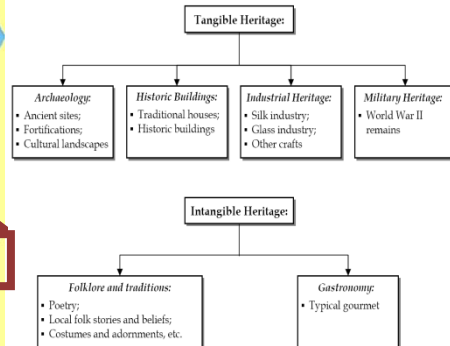 Tangible Heritage:
Archaeology:
▪ Ancient sites;
▪ Fortifications;
▪ Cultural landscapes
Historic Buildings:
▪ Traditional houses;
▪ Historic buildings
Industrial Heritage:
▪ Silk industry;
▪ Glass industry;
▪ Other crafts
Military Heritage:
▪ World War II
remains
Intangible Heritage:
Folklore and traditions:
▪ Poetry;
▪ Local folk stories and beliefs;
▪ Costumes and adornments, etc.
Gastronomy:
▪ Typical gourmet